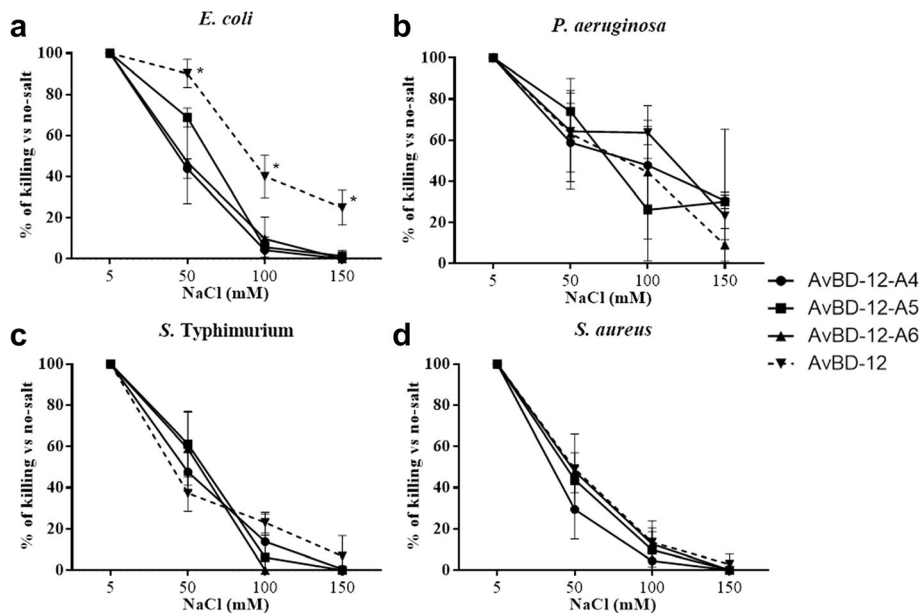 a
E. coli
% of killing vs no-salt
100
80
60
40
20
0
*
*
*
5 50 100 150
NaCl (mM)
b
P. aeruginosa
% of killing vs no-salt
100
80
60
40
20
0
5 50 100 150
NaCl (mM)
AvBD-12-A4
AvBD-12-A5
AvBD-12-A6
AvBD-12
c
S. Typhimurium
% of killing vs no-salt
100
80
60
40
20
0
5 50 100 150
NaCl (mM)
d
S. aureus
% of killing vs no-salt
100
80
60
40
20
0
5 50 100 150
NaCl (mM)